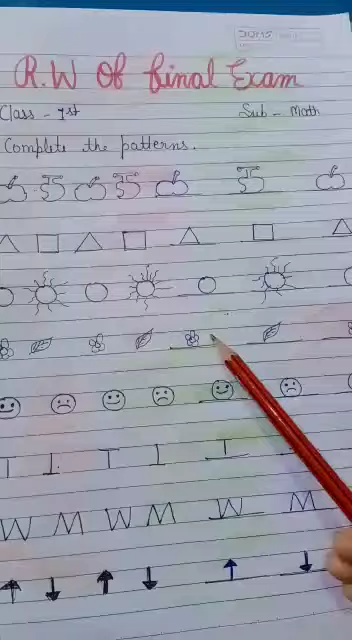 R.W Of Final Exam
Class - 1st
Sub - Math
Complete the patterns.
T ⊥ T ⊥ T
W M W M W M